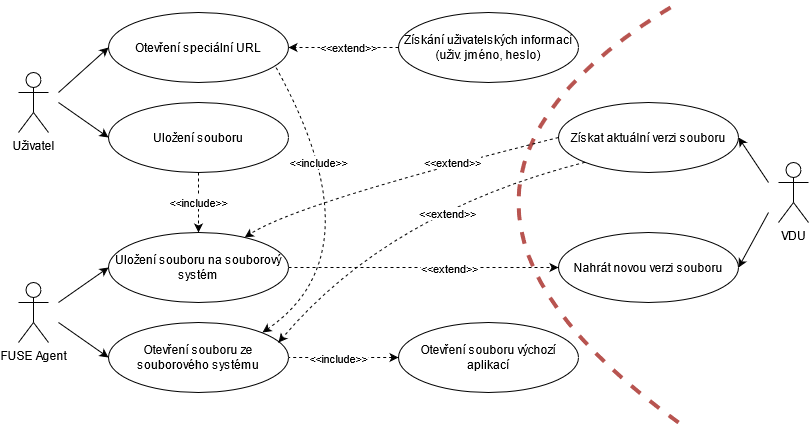 Otevření speciální URL
<<extend>>
Získání uživatelských informací
(uživ. jméno, heslo)
Uživatel
Uložení souboru
<<include>>
<<extend>>
Získat aktuální verzi souboru
<<include>>
<<extend>>
VDU
Uložení souboru na souborový
systém
<<extend>>
Nahrát novou verzi souboru
FUSE Agent
Otevření souboru ze
souborového systému
<<include>>
Otevření souboru výchozí
aplikací